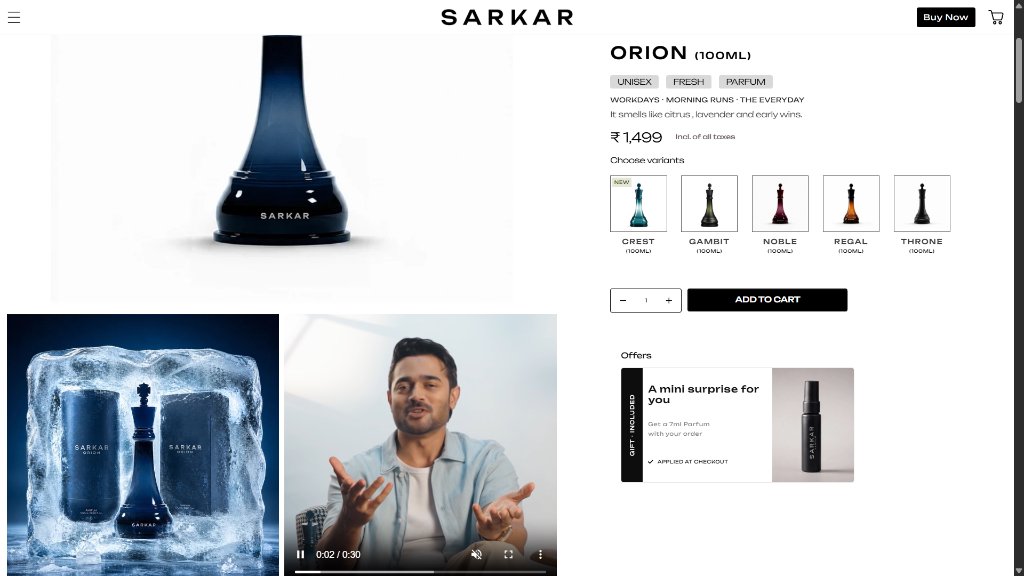 SARKAR
Buy Now
SARKAR
ORION (100ML)
UNISEX FRESH PARFUM
WORKDAYS · MORNING RUNS · THE EVERYDAY
It smells like citrus , lavender and early wins.
₹ 1,499 Incl. of all taxes
Choose variants
NEW
CREST GAMBIT NOBLE REGAL THRONE
(100ML) (100ML) (100ML) (100ML) (100ML)
− 1 + ADD TO CART
SARKAR
ORION
SARKAR
ORION
SARKAR
0:02 / 0:30
Offers
GIFT · INCLUDED
A mini surprise for
you
Get a 7ml Parfum
with your order
APPLIED AT CHECKOUT
SARKAR